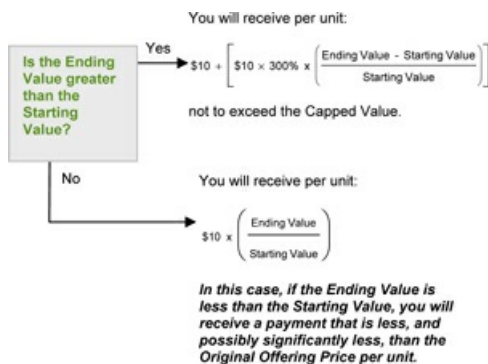 You will receive per unit:
Is the Ending
Value greater
than the
Starting
Value?
Yes
$10 + [ $10 × 300% x ( Ending Value - Starting Value
Starting Value ) ]
not to exceed the Capped Value.
No
You will receive per unit:
$10 x ( Ending Value
Starting Value )
In this case, if the Ending Value is
less than the Starting Value, you will
receive a payment that is less, and
possibly significantly less, than the
Original Offering Price per unit.